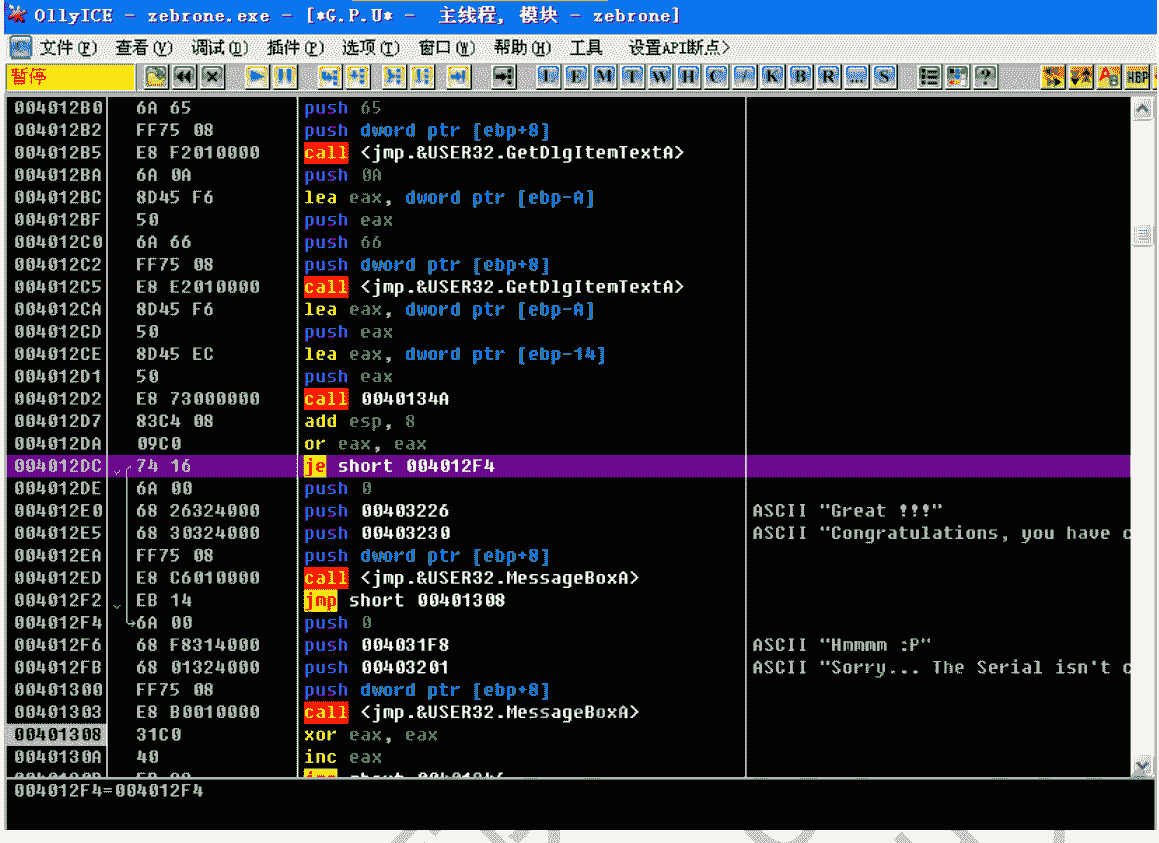 OllyICE - zebrone.exe - [*G.P.U* - 主线程, 模块 - zebrone]
文件(F) 查看(V) 调试(D) 插件(P) 选项(T) 窗口(W) 帮助(H) 工具 设置API断点>
暂停 L E M T W H C / K B R ... S ? HBP
004012B0 6A 65 push 65
004012B2 FF75 08 push dword ptr [ebp+8]
004012B5 E8 F2010000 call <jmp.&USER32.GetDlgItemTextA>
004012BA 6A 0A push 0A
004012BC 8D45 F6 lea eax, dword ptr [ebp-A]
004012BF 50 push eax
004012C0 6A 66 push 66
004012C2 FF75 08 push dword ptr [ebp+8]
004012C5 E8 E2010000 call <jmp.&USER32.GetDlgItemTextA>
004012CA 8D45 F6 lea eax, dword ptr [ebp-A]
004012CD 50 push eax
004012CE 8D45 EC lea eax, dword ptr [ebp-14]
004012D1 50 push eax
004012D2 E8 73000000 call 0040134A
004012D7 83C4 08 add esp, 8
004012DA 09C0 or eax, eax
004012DC 74 16 je short 004012F4
004012DE 6A 00 push 0
004012E0 68 26324000 push 00403226 ASCII "Great !!!"
004012E5 68 30324000 push 00403230 ASCII "Congratulations, you have c
004012EA FF75 08 push dword ptr [ebp+8]
004012ED E8 C6010000 call <jmp.&USER32.MessageBoxA>
004012F2 EB 14 jmp short 00401308
004012F4 6A 00 push 0
004012F6 68 F8314000 push 004031F8 ASCII "Hmmmm :P"
004012FB 68 01324000 push 00403201 ASCII "Sorry... The Serial isn't c
00401300 FF75 08 push dword ptr [ebp+8]
00401303 E8 B0010000 call <jmp.&USER32.MessageBoxA>
00401308 31C0 xor eax, eax
0040130A 40 inc eax
004012F4=004012F4